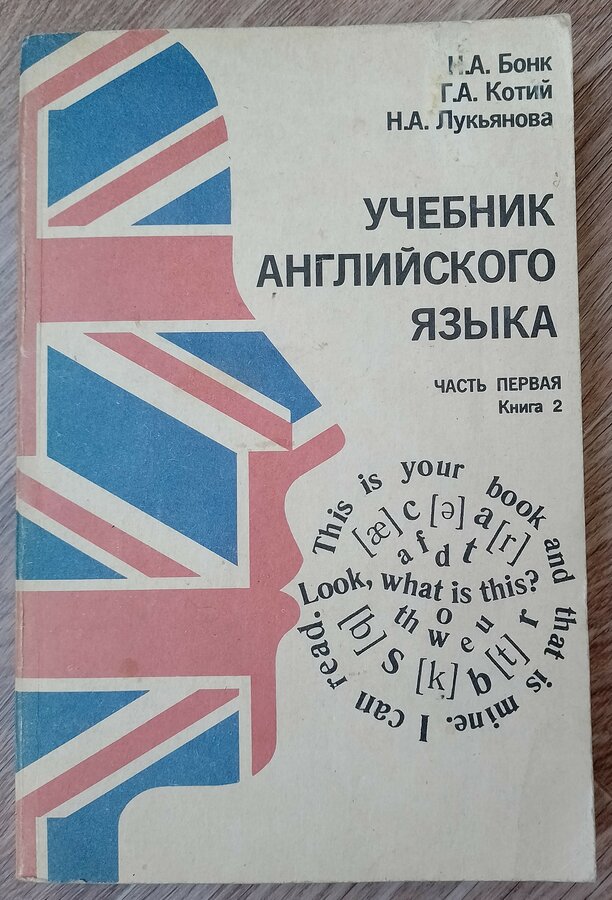 Н.А. Бонк
Г.А. Котий
Н.А. Лукьянова
УЧЕБНИК
АНГЛИЙСКОГО
ЯЗЫКА
ЧАСТЬ ПЕРВАЯ
Книга 2
This is your book and that is mine. I can read.
[æ] c [ə] a [r]
a f d t
Look, what is this?
o
th w e u r
[b] s [k] b [t]